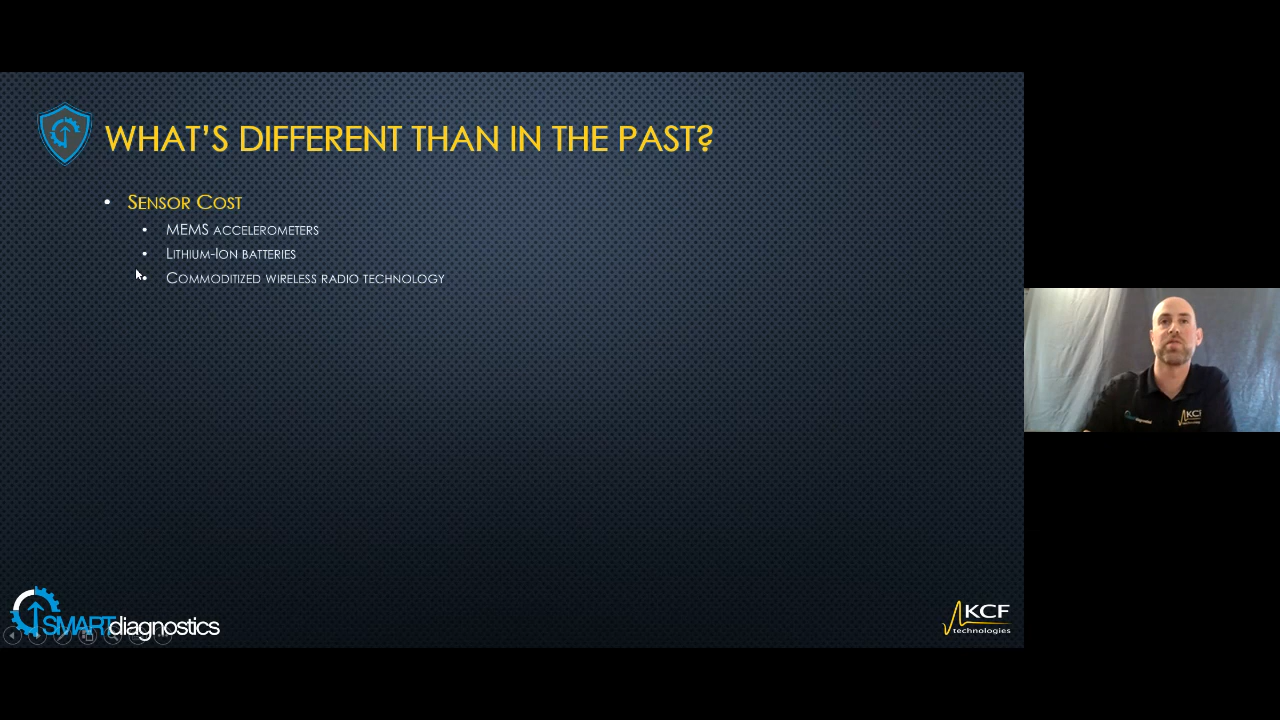 WHAT'S DIFFERENT THAN IN THE PAST?
• SENSOR COST
• MEMS ACCELEROMETERS
• LITHIUM-ION BATTERIES
• COMMODITIZED WIRELESS RADIO TECHNOLOGY
KCF
SMARTdiagnostics
KCF
technologies